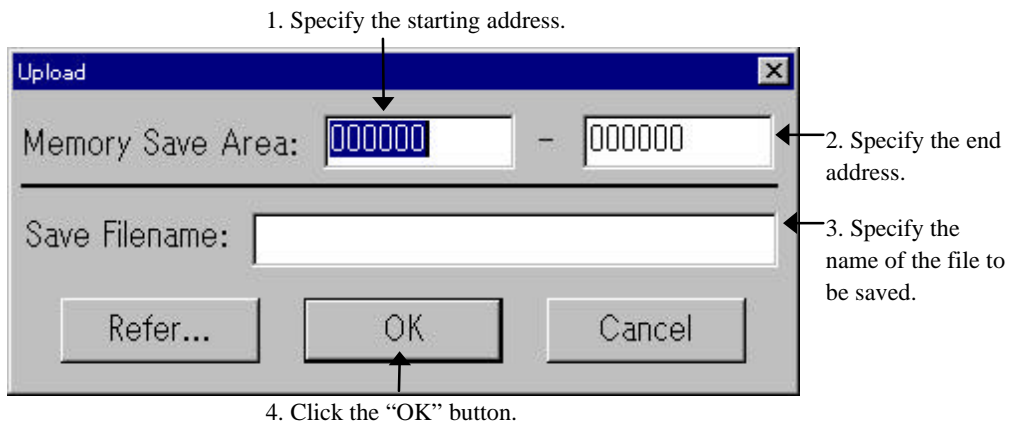 1. Specify the starting address.
Upload
Memory Save Area: 000000 - 000000
2. Specify the end
address.
Save Filename:
3. Specify the
name of the file to
be saved.
Refer... OK Cancel
4. Click the “OK” button.